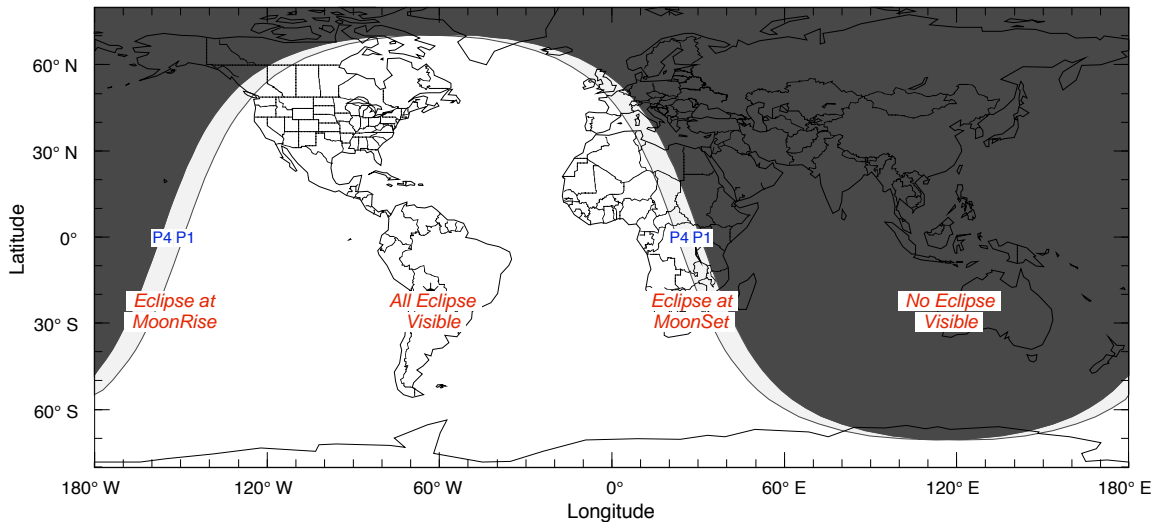 60° N
30° N
0°
30° S
60° S
Latitude
P4 P1
P4 P1
Eclipse at
MoonRise
All Eclipse
Visible
Eclipse at
MoonSet
No Eclipse
Visible
180° W
120° W
60° W
0°
60° E
120° E
180° E
Longitude